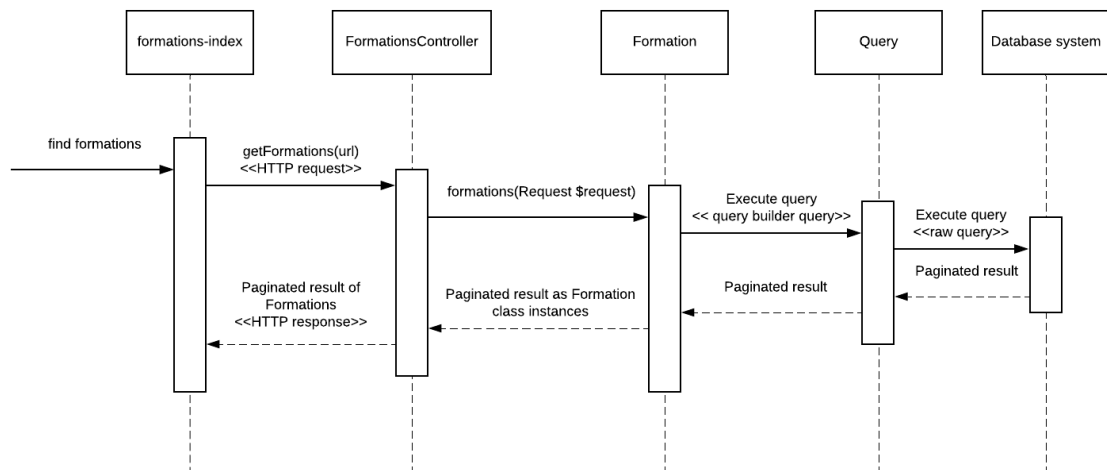 formations-index
FormationsController
Formation
Query
Database system
find formations
getFormations(url)
<<HTTP request>>
formations(Request $request)
Execute query
<< query builder query>>
Execute query
<<raw query>>
Paginated result
Paginated result
Paginated result as Formation
class instances
Paginated result of
Formations
<<HTTP response>>